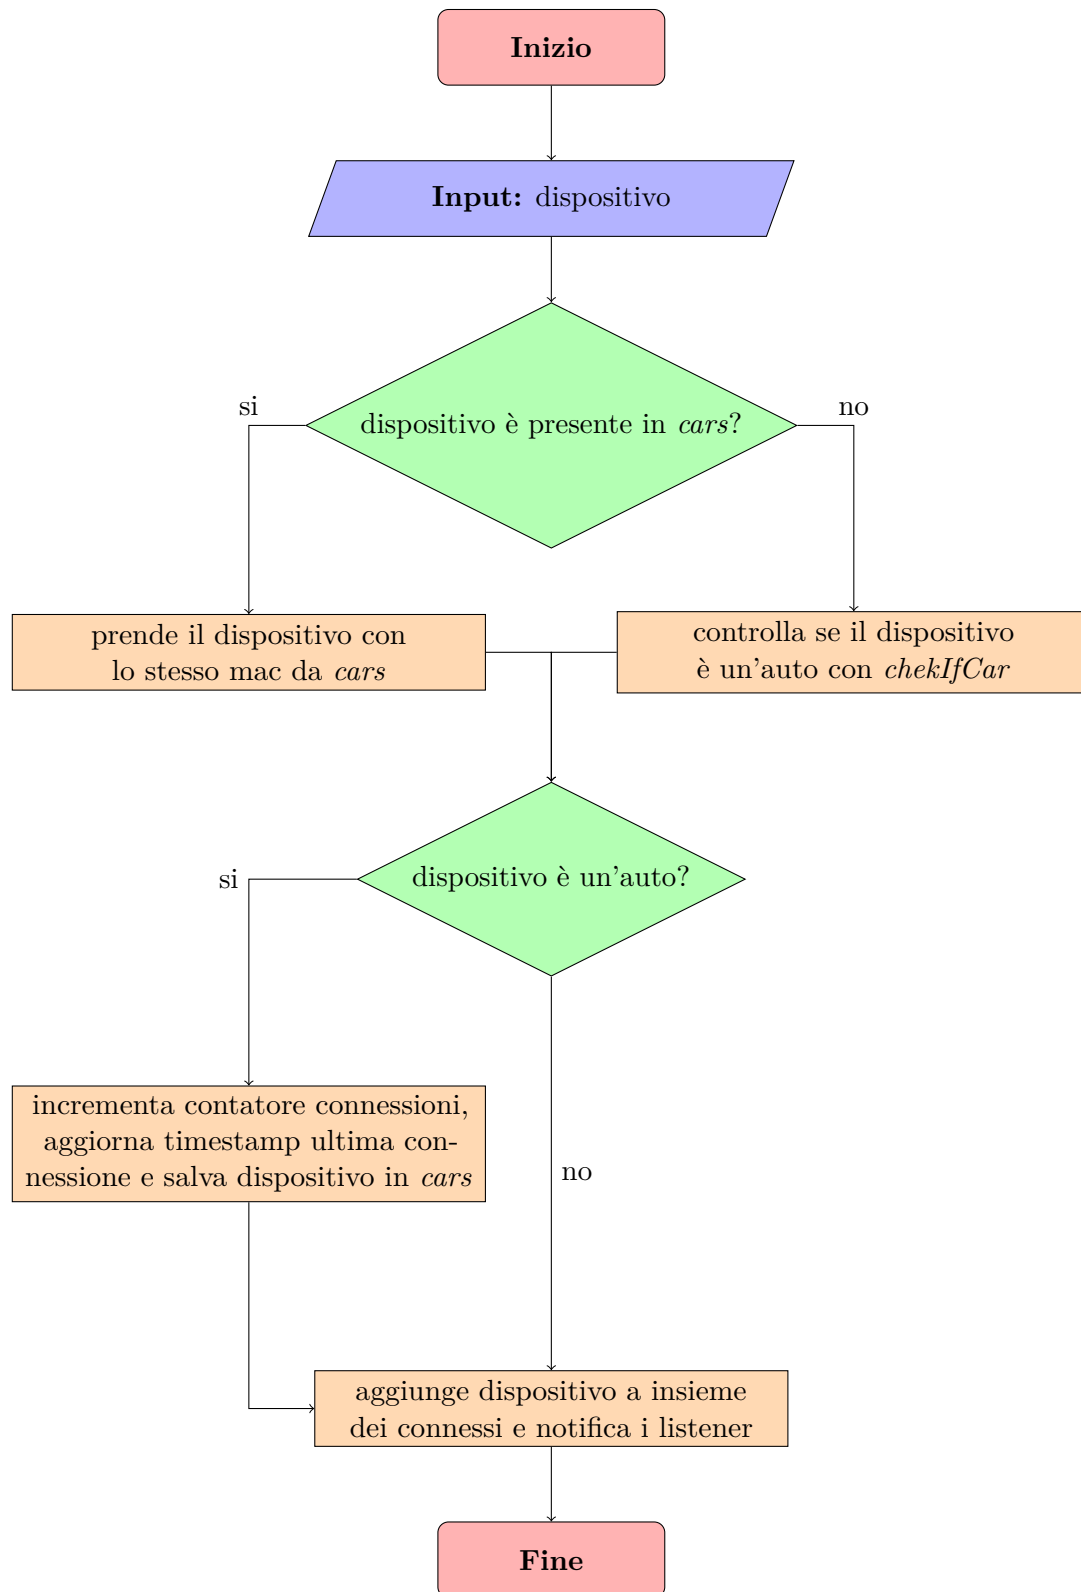 Inizio
Input: dispositivo
dispositivo è presente in cars?
si
no
prende il dispositivo con
lo stesso mac da cars
controlla se il dispositivo
è un'auto con chekIfCar
dispositivo è un'auto?
si
incrementa contatore connessioni,
aggiorna timestamp ultima con-
nessione e salva dispositivo in cars
no
aggiunge dispositivo a insieme
dei connessi e notifica i listener
Fine